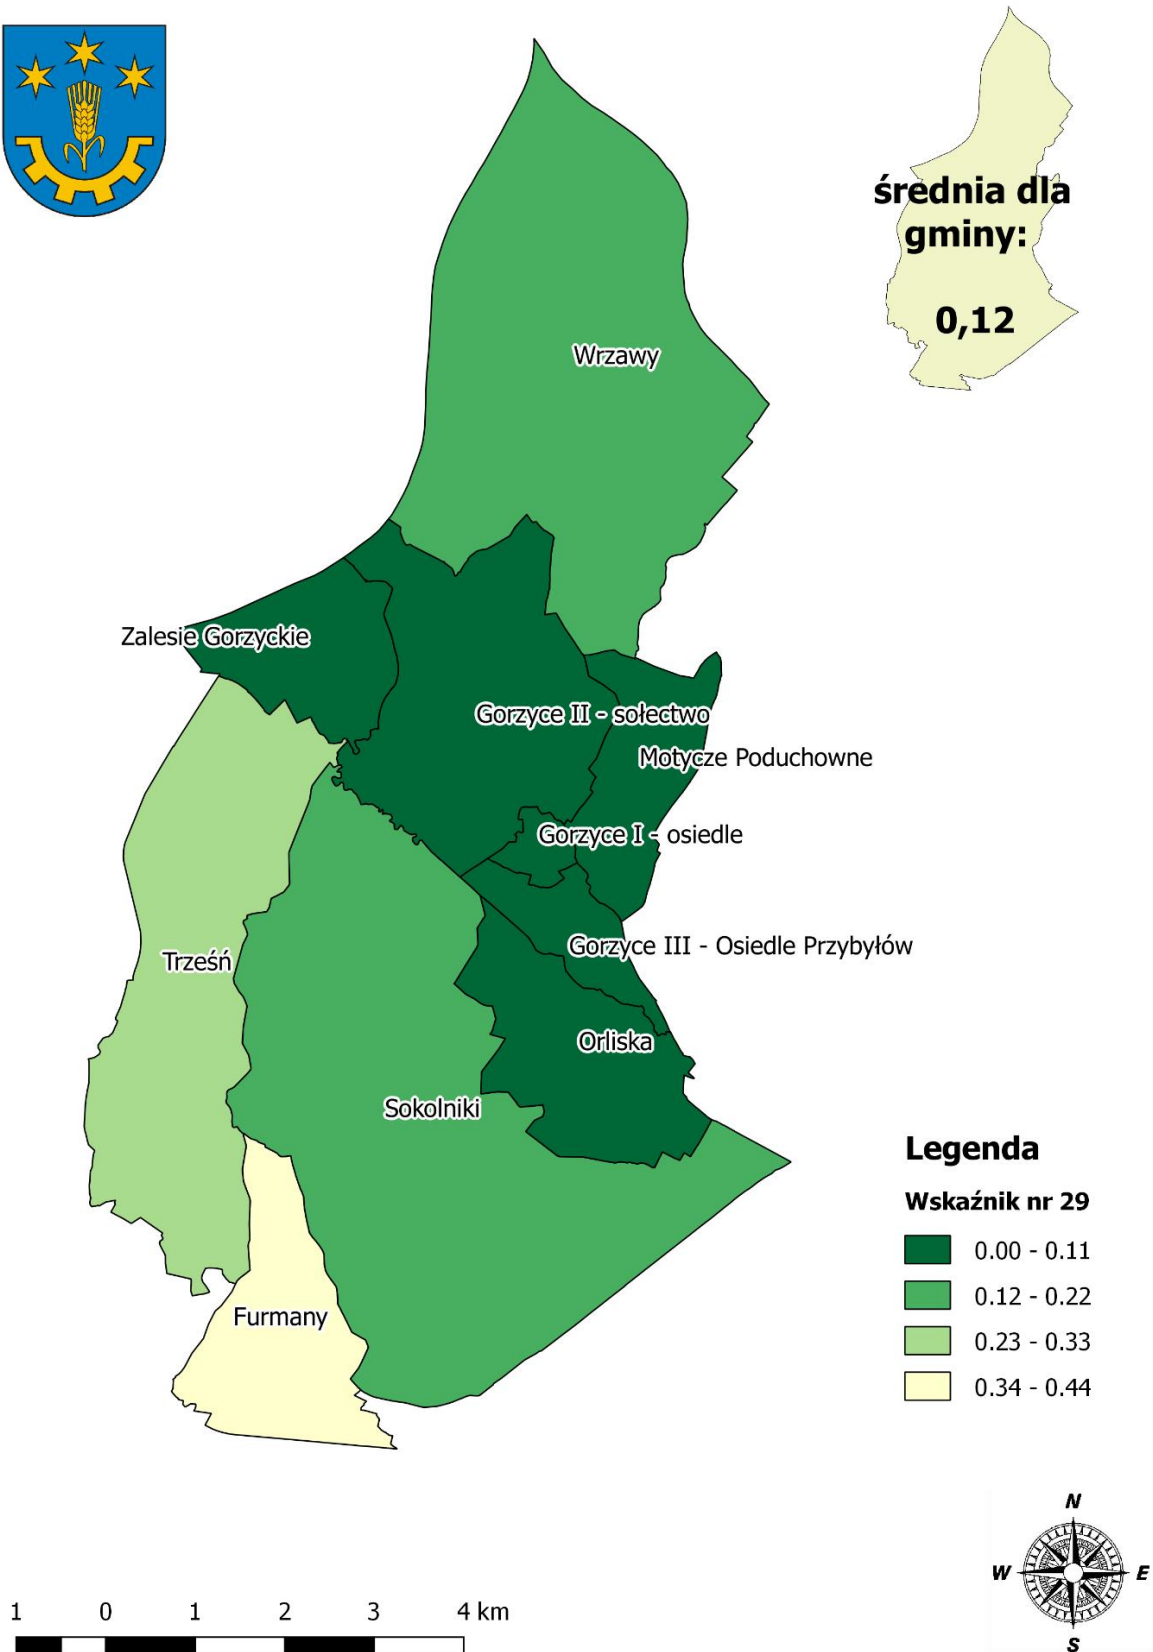 średnia dla
gminy:
0,12
Wrzawy
Zalesie Gorzyckie
Gorzyce II - sołectwo
Motycze Poduchowne
Gorzyce I - osiedle
Gorzyce III - Osiedle Przybyłów
Trześń
Orliska
Sokolniki
Furmany
Legenda
Wskaźnik nr 29
0.00 - 0.11
0.12 - 0.22
0.23 - 0.33
0.34 - 0.44
N
W E
S
1 0 1 2 3 4 km